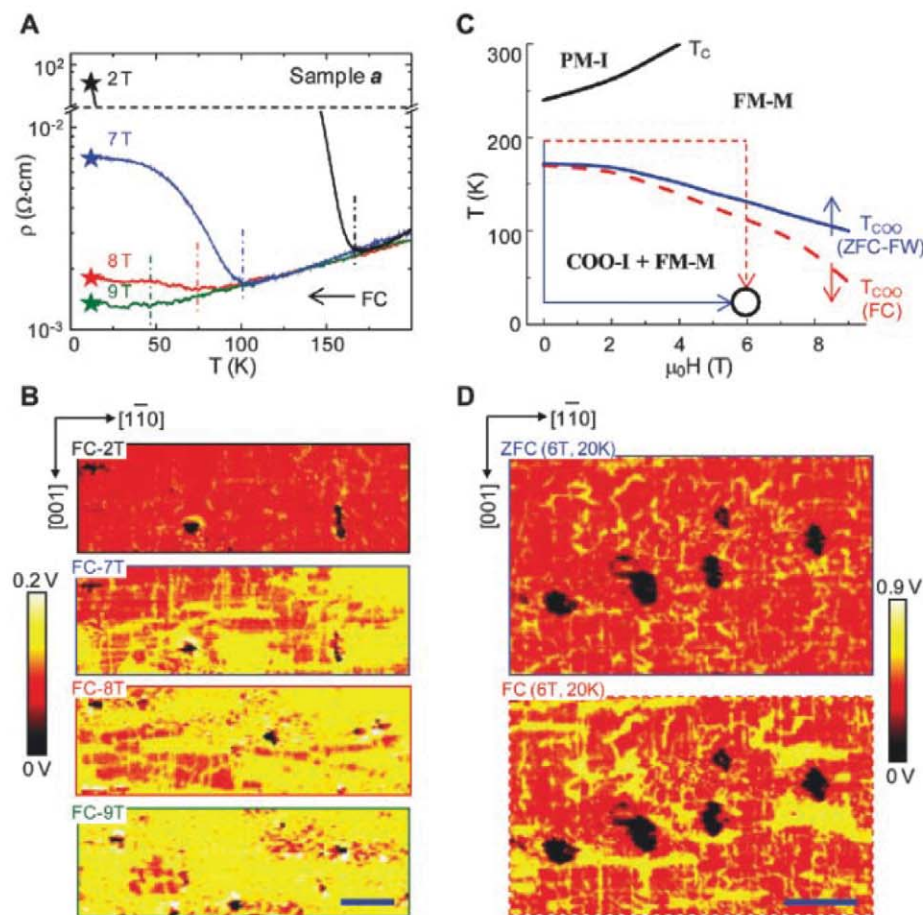 A
10²
2 T
Sample a
10⁻²
7 T
ρ (Ω·cm)
8 T
9 T
FC
10⁻³
0 50 100 150
T (K)
C
300
PM-I
T_C
FM-M
200
T (K)
100
COO-I + FM-M
T_COO
(ZFC-FW)
T_COO
(FC)
0
0 2 4 6 8
μ₀H (T)
B
[11̅0]
[001]
FC-2T
0.2 V
FC-7T
FC-8T
0 V
FC-9T
D
[11̅0]
[001]
ZFC (6T, 20K)
0.9 V
FC (6T, 20K)
0 V